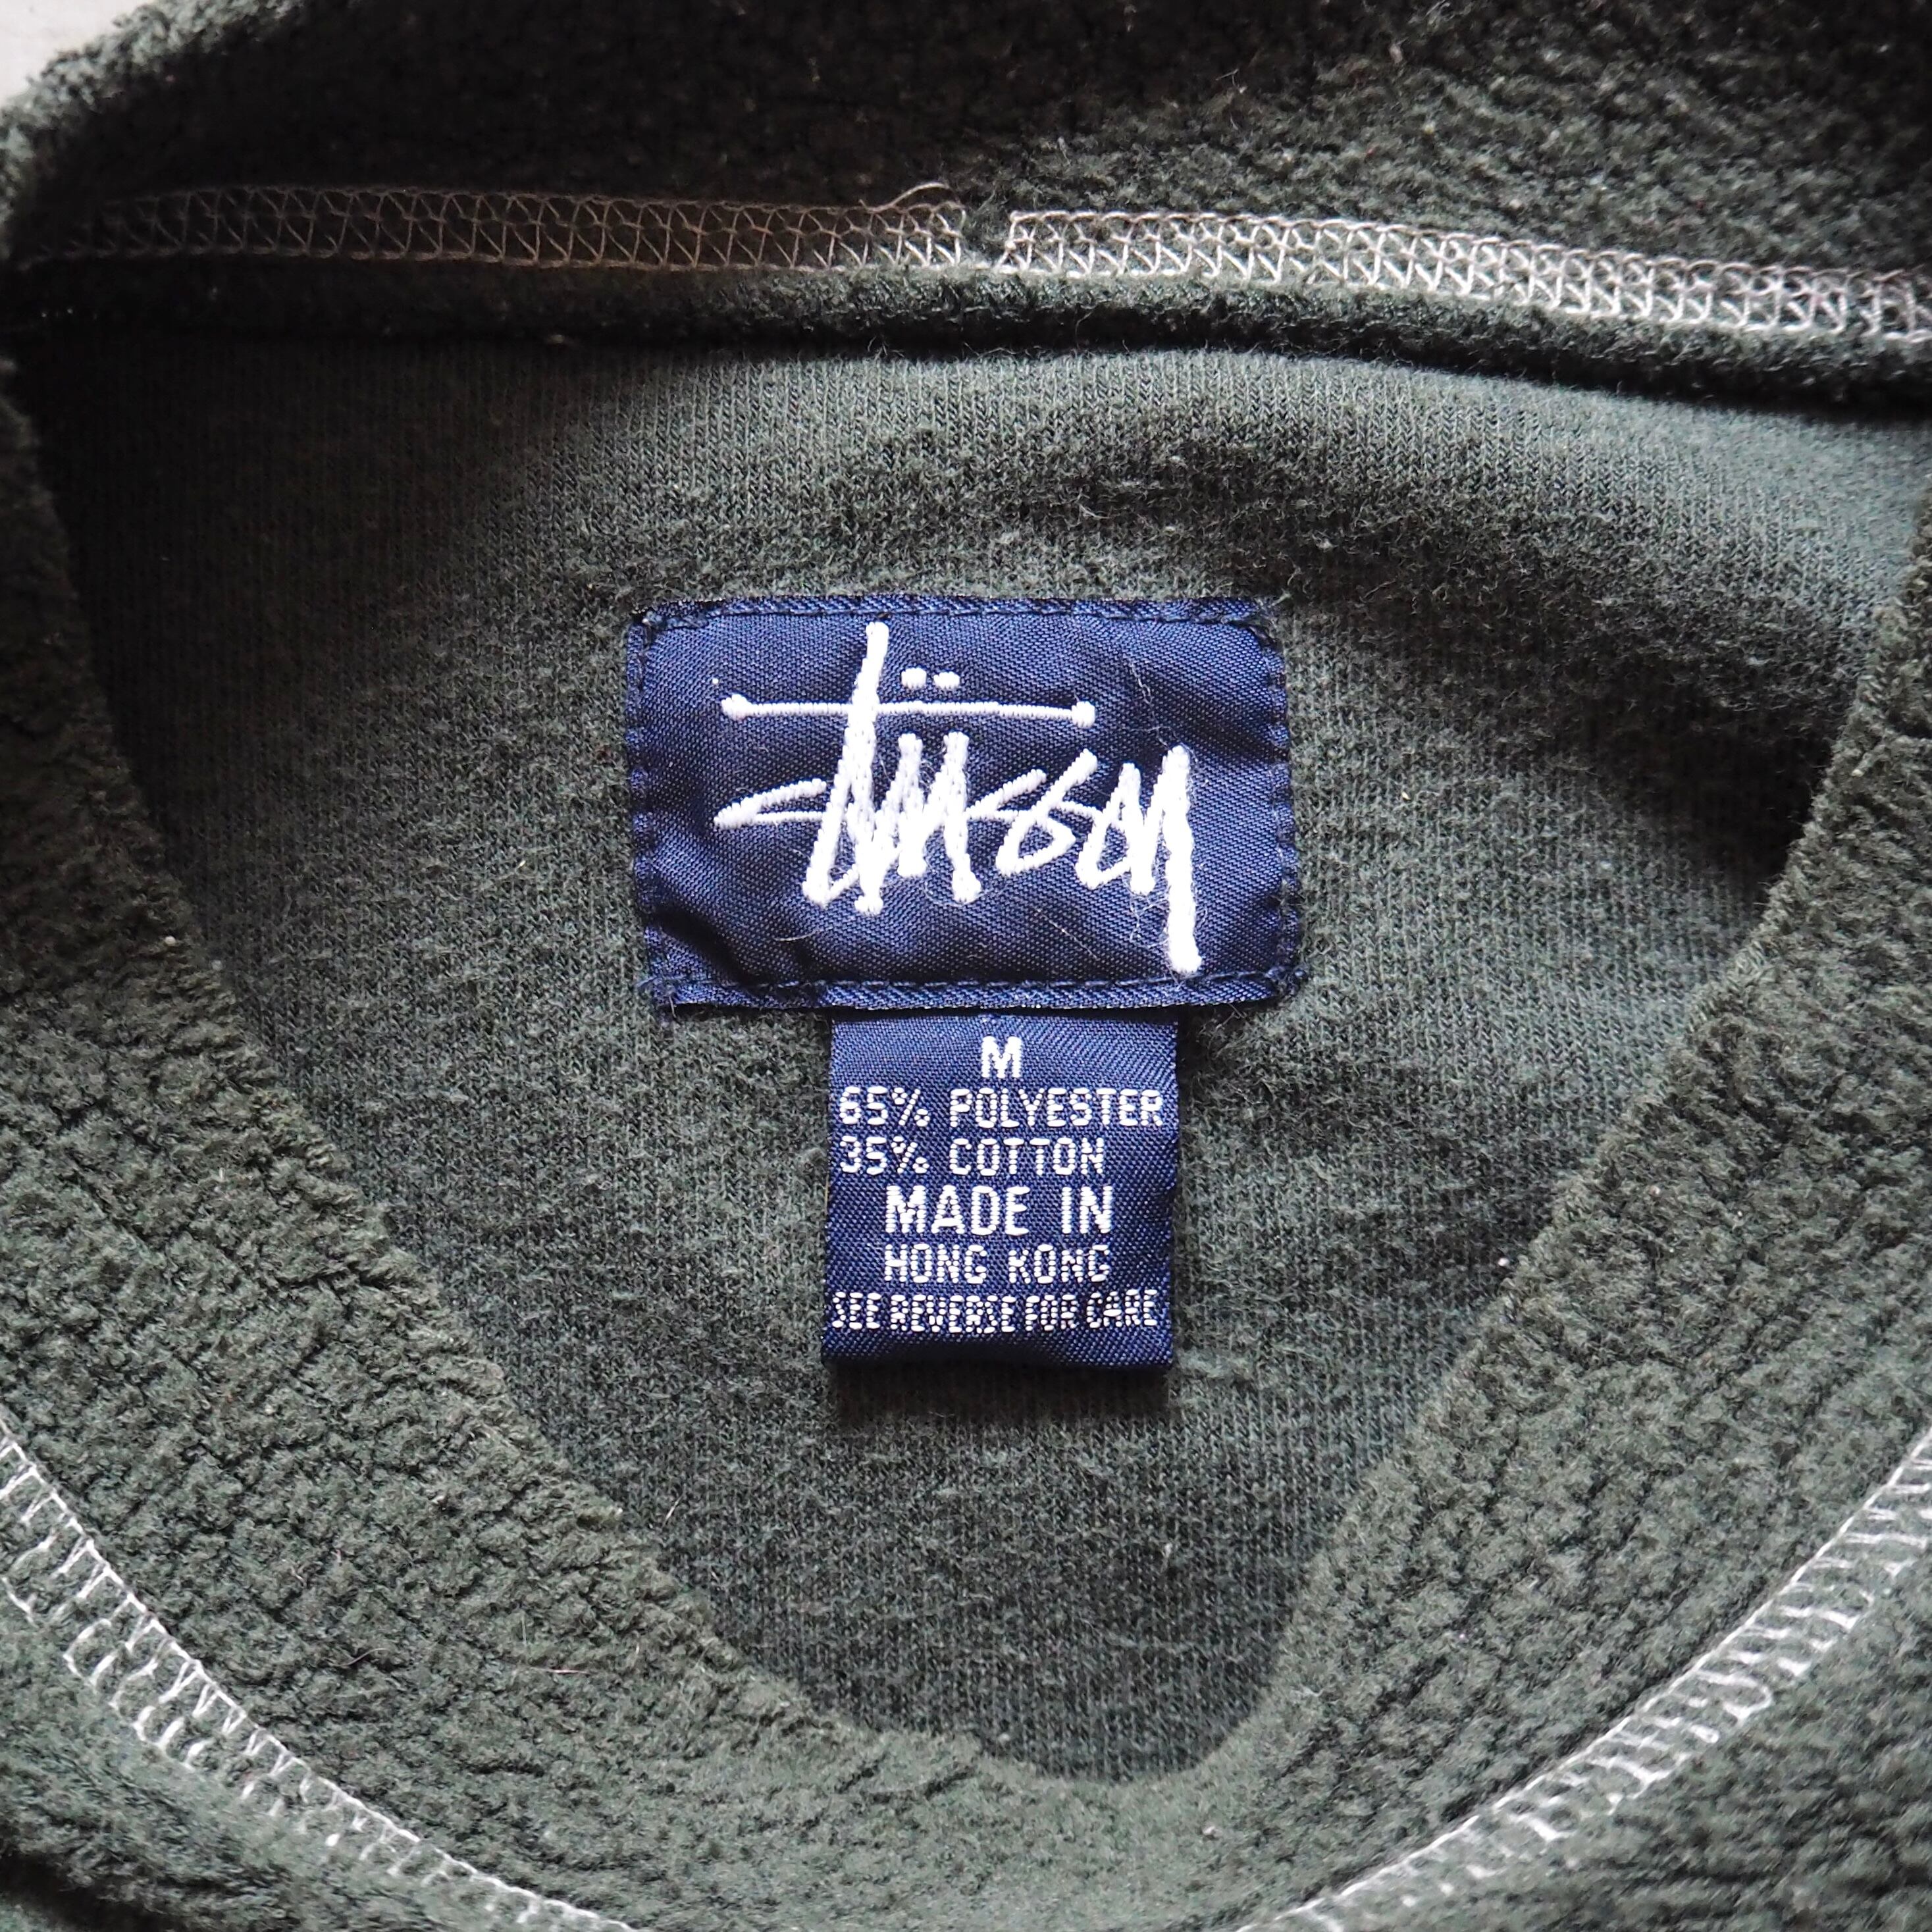 Stüssy
M
65% POLYESTER
35% COTTON
MADE IN
HONG KONG
SEE REVERSE FOR CARE